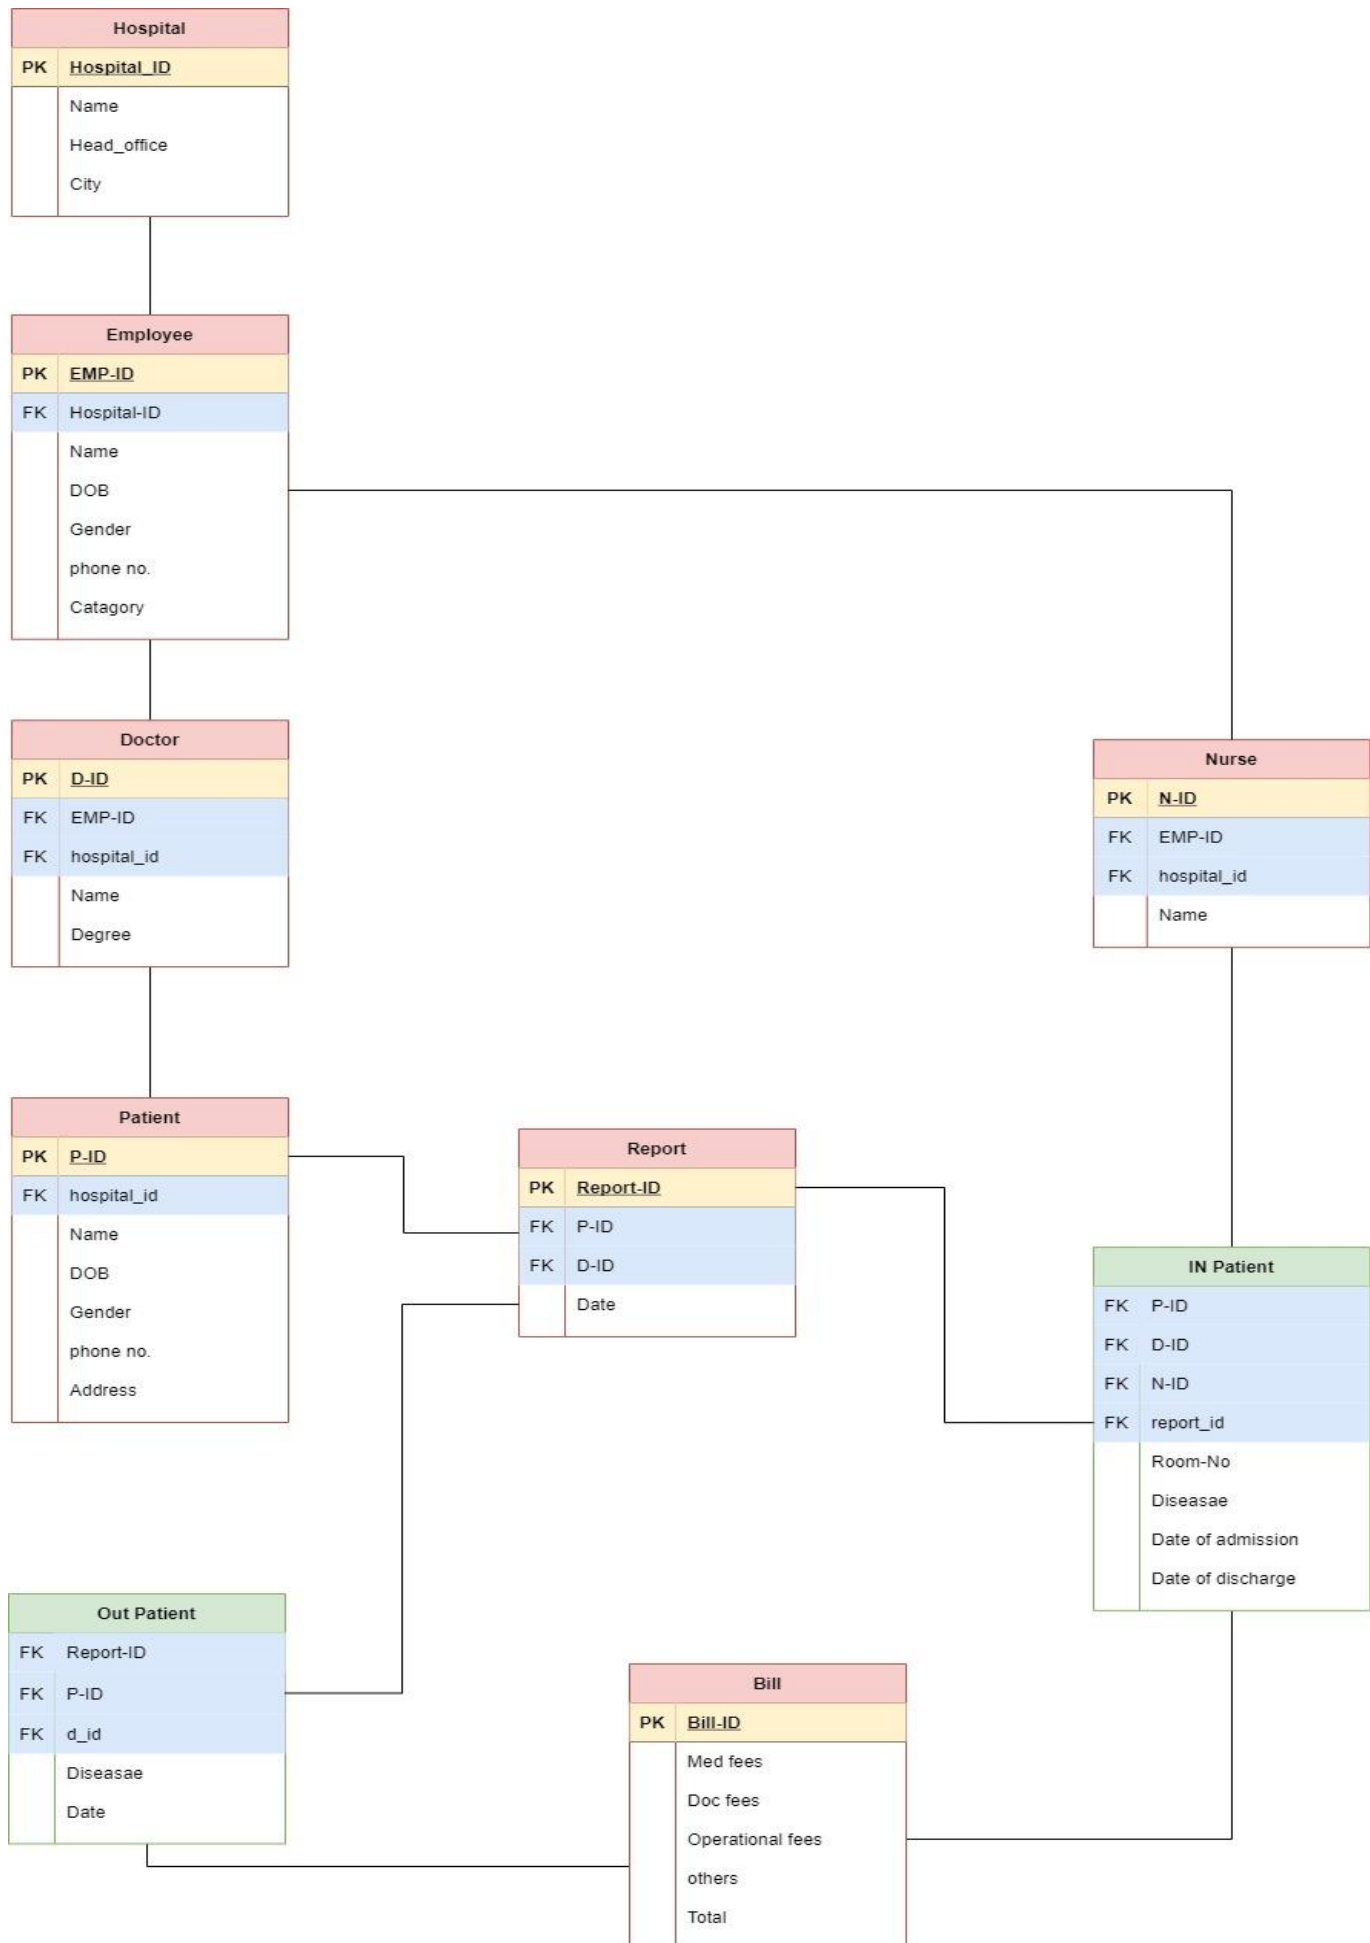 Hospital
PK Hospital_ID
Name
Head_office
City
Employee
PK EMP-ID
FK Hospital-ID
Name
DOB
Gender
phone no.
Catagory
Doctor
PK D-ID
FK EMP-ID
FK hospital_id
Name
Degree
Nurse
PK N-ID
FK EMP-ID
FK hospital_id
Name
Patient
PK P-ID
FK hospital_id
Name
DOB
Gender
phone no.
Address
Report
PK Report-ID
FK P-ID
FK D-ID
Date
IN Patient
FK P-ID
FK D-ID
FK N-ID
FK report_id
Room-No
Diseasae
Date of admission
Date of discharge
Out Patient
FK Report-ID
FK P-ID
FK d_id
Diseasae
Date
Bill
PK Bill-ID
Med fees
Doc fees
Operational fees
others
Total